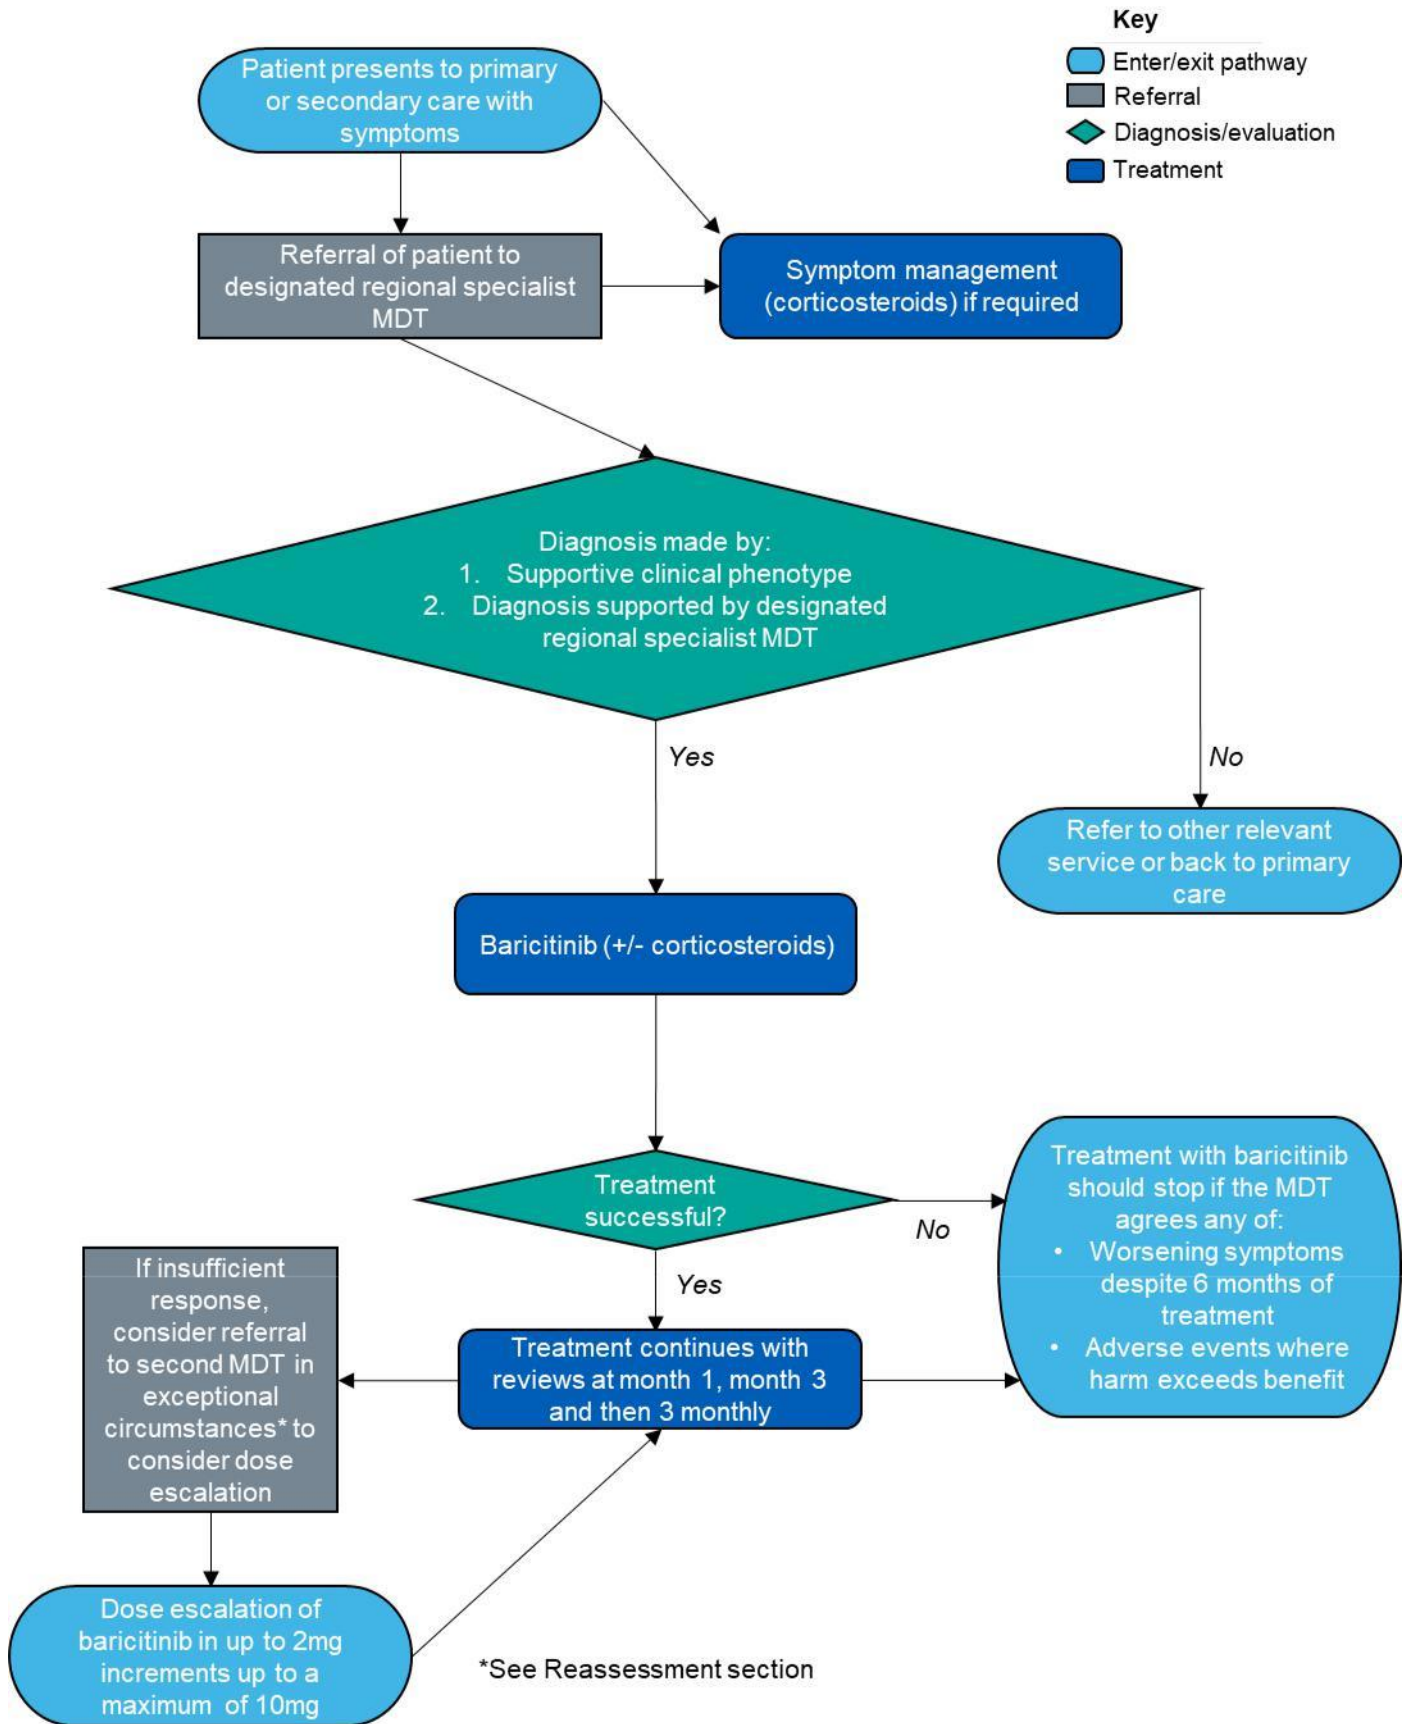 Key
Enter/exit pathway
Referral
Diagnosis/evaluation
Treatment
Patient presents to primary
or secondary care with
symptoms
Referral of patient to
designated regional specialist
MDT
Symptom management
(corticosteroids) if required
Diagnosis made by:
1. Supportive clinical phenotype
2. Diagnosis supported by designated
regional specialist MDT
Yes
No
Refer to other relevant
service or back to primary
care
Baricitinib (+/- corticosteroids)
Treatment
successful?
No
Yes
Treatment with baricitinib
should stop if the MDT
agrees any of:
• Worsening symptoms
despite 6 months of
treatment
• Adverse events where
harm exceeds benefit
Treatment continues with
reviews at month 1, month 3
and then 3 monthly
If insufficient
response,
consider referral
to second MDT in
exceptional
circumstances* to
consider dose
escalation
Dose escalation of
baricitinib in up to 2mg
increments up to a
maximum of 10mg
*See Reassessment section